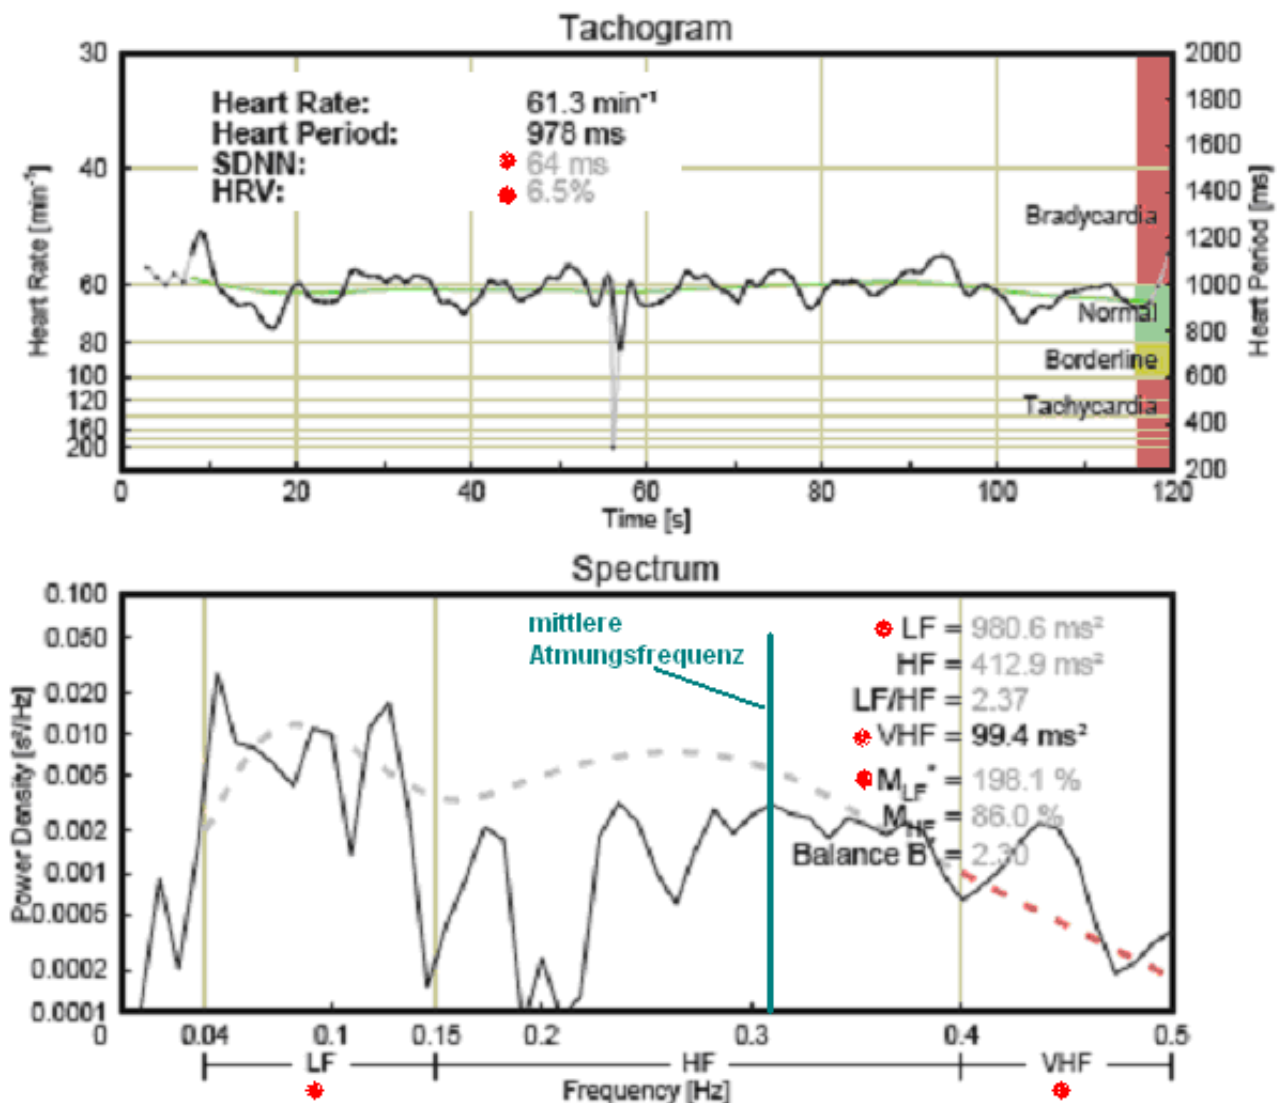 Tachogram
30
40
60
80
100
120
160
200
Heart Rate [min⁻¹]
Heart Rate: 61.3 min⁻¹
Heart Period: 978 ms
SDNN: 64 ms
HRV: 6.5%
Bradycardia
Normal
Borderline
Tachycardia
2000
1800
1600
1400
1200
1000
800
600
400
200
Heart Period [ms]
0 20 40 60 80 100 120
Time [s]
Spectrum
0.100
0.050
0.020
0.010
0.005
0.002
0.001
0.0005
0.0002
0.0001
Power Density [s²/Hz]
mittlere
Atmungsfrequenz
LF = 980.6 ms²
HF = 412.9 ms²
LF/HF = 2.37
VHF = 99.4 ms²
M_LF* = 198.1 %
M_HF = 86.0 %
Balance B = 2.30
0 0.04 0.1 0.15 0.2 0.3 0.4 0.5
LF HF VHF
Frequency [Hz]